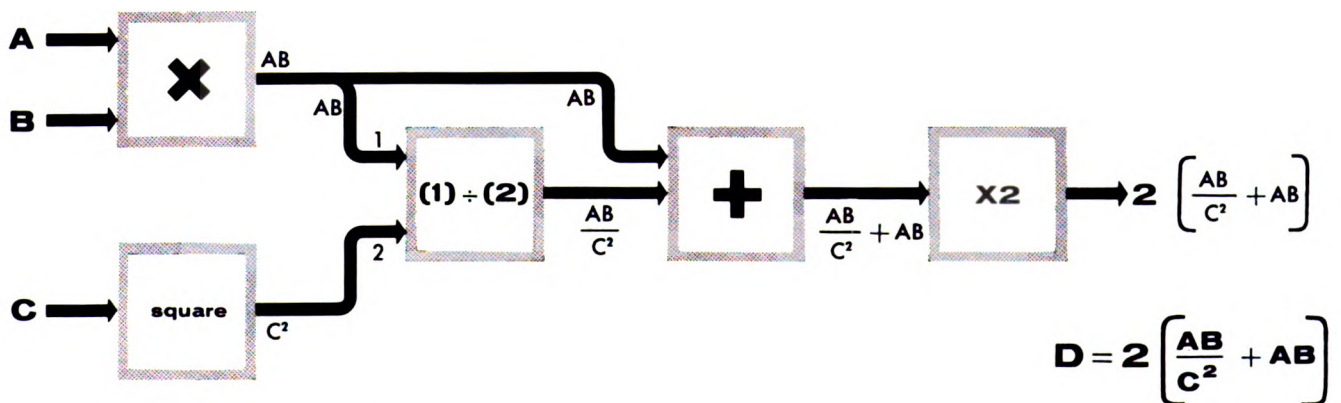 A
B
×
AB
AB
AB
1
(1) ÷ (2)
2
AB
C²
+
AB
C²
+ AB
X2
2 [AB/C² + AB]
C
square
C²
D = 2 [AB/C² + AB]